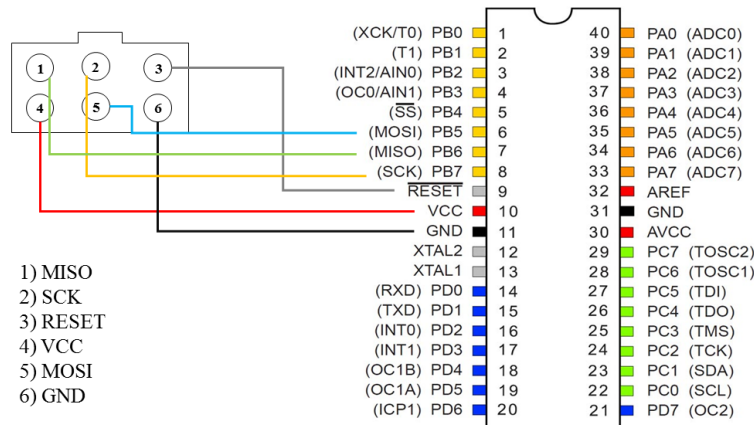 1
2
3
4
5
6
1) MISO
2) SCK
3) RESET
4) VCC
5) MOSI
6) GND
(XCK/T0) PB0 1 40 PA0 (ADC0)
(T1) PB1 2 39 PA1 (ADC1)
(INT2/AIN0) PB2 3 38 PA2 (ADC2)
(OC0/AIN1) PB3 4 37 PA3 (ADC3)
(SS) PB4 5 36 PA4 (ADC4)
(MOSI) PB5 6 35 PA5 (ADC5)
(MISO) PB6 7 34 PA6 (ADC6)
(SCK) PB7 8 33 PA7 (ADC7)
RESET 9 32 AREF
VCC 10 31 GND
GND 11 30 AVCC
XTAL2 12 29 PC7 (TOSC2)
XTAL1 13 28 PC6 (TOSC1)
(RXD) PD0 14 27 PC5 (TDI)
(TXD) PD1 15 26 PC4 (TDO)
(INT0) PD2 16 25 PC3 (TMS)
(INT1) PD3 17 24 PC2 (TCK)
(OC1B) PD4 18 23 PC1 (SDA)
(OC1A) PD5 19 22 PC0 (SCL)
(ICP1) PD6 20 21 PD7 (OC2)